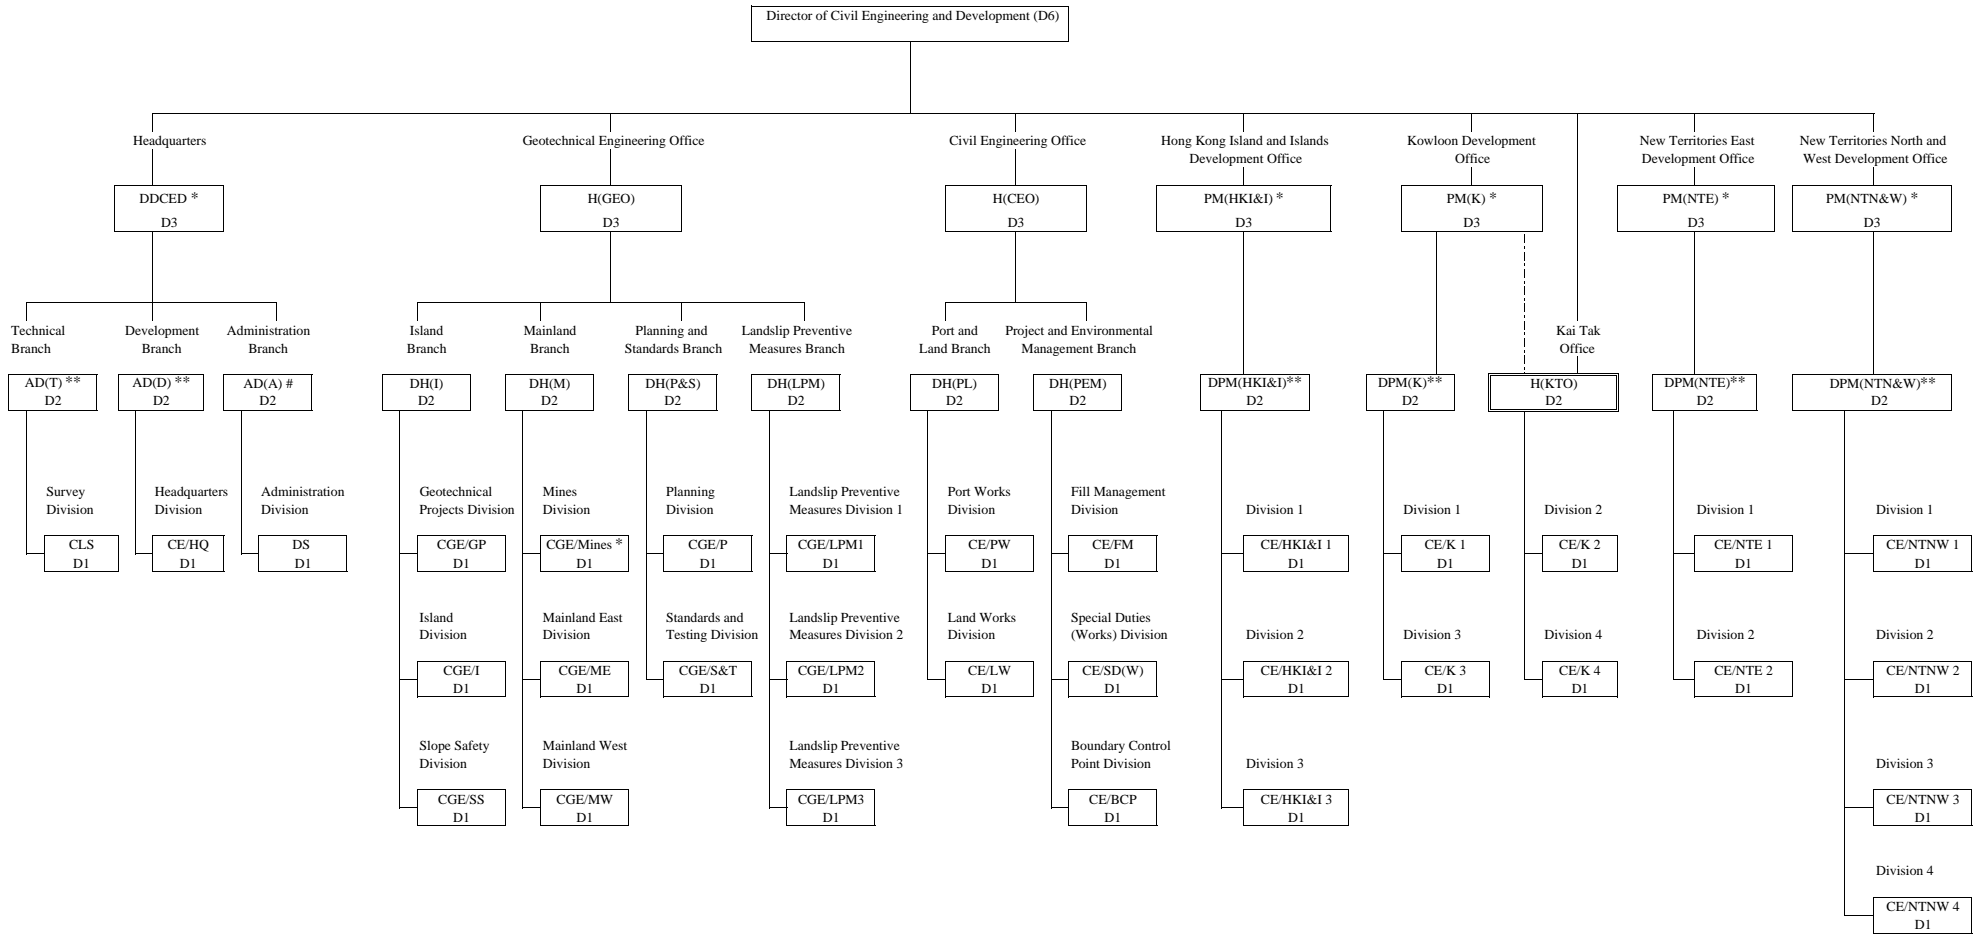 Director of Civil Engineering and Development (D6)
Headquarters
DDCED *
D3
Geotechnical Engineering Office
H(GEO)
D3
Civil Engineering Office
H(CEO)
D3
Hong Kong Island and Islands
Development Office
PM(HKI&I) *
D3
Kowloon Development
Office
PM(K) *
D3
New Territories East
Development Office
PM(NTE) *
D3
New Territories North and
West Development Office
PM(NTN&W) *
D3
Technical
Branch
AD(T) **
D2
Development
Branch
AD(D) **
D2
Administration
Branch
AD(A) #
D2
Island
Branch
DH(I)
D2
Mainland
Branch
DH(M)
D2
Planning and
Standards Branch
DH(P&S)
D2
Landslip Preventive
Measures Branch
DH(LPM)
D2
Port and
Land Branch
DH(PL)
D2
Project and Environmental
Management Branch
DH(PEM)
D2
DPM(HKI&I)**
D2
DPM(K)**
D2
Kai Tak
Office
H(KTO)
D2
DPM(NTE)**
D2
DPM(NTN&W)**
D2
Survey
Division
CLS
D1
Headquarters
Division
CE/HQ
D1
Administration
Division
DS
D1
Geotechnical
Projects Division
CGE/GP
D1
Mines
Division
CGE/Mines *
D1
Planning
Division
CGE/P
D1
Landslip Preventive
Measures Division 1
CGE/LPM1
D1
Port Works
Division
CE/PW
D1
Fill Management
Division
CE/FM
D1
Division 1
CE/HKI&I 1
D1
Division 1
CE/K 1
D1
Division 2
CE/K 2
D1
Division 1
CE/NTE 1
D1
Division 1
CE/NTNW 1
D1
Island
Division
CGE/I
D1
Mainland East
Division
CGE/ME
D1
Standards and
Testing Division
CGE/S&T
D1
Landslip Preventive
Measures Division 2
CGE/LPM2
D1
Land Works
Division
CE/LW
D1
Special Duties
(Works) Division
CE/SD(W)
D1
Division 2
CE/HKI&I 2
D1
Division 3
CE/K 3
D1
Division 4
CE/K 4
D1
Division 2
CE/NTE 2
D1
Division 2
CE/NTNW 2
D1
Slope Safety
Division
CGE/SS
D1
Mainland West
Division
CGE/MW
D1
Landslip Preventive
Measures Division 3
CGE/LPM3
D1
Boundary Control
Point Division
CE/BCP
D1
Division 3
CE/HKI&I 3
D1
Division 3
CE/NTNW 3
D1
Division 4
CE/NTNW 4
D1